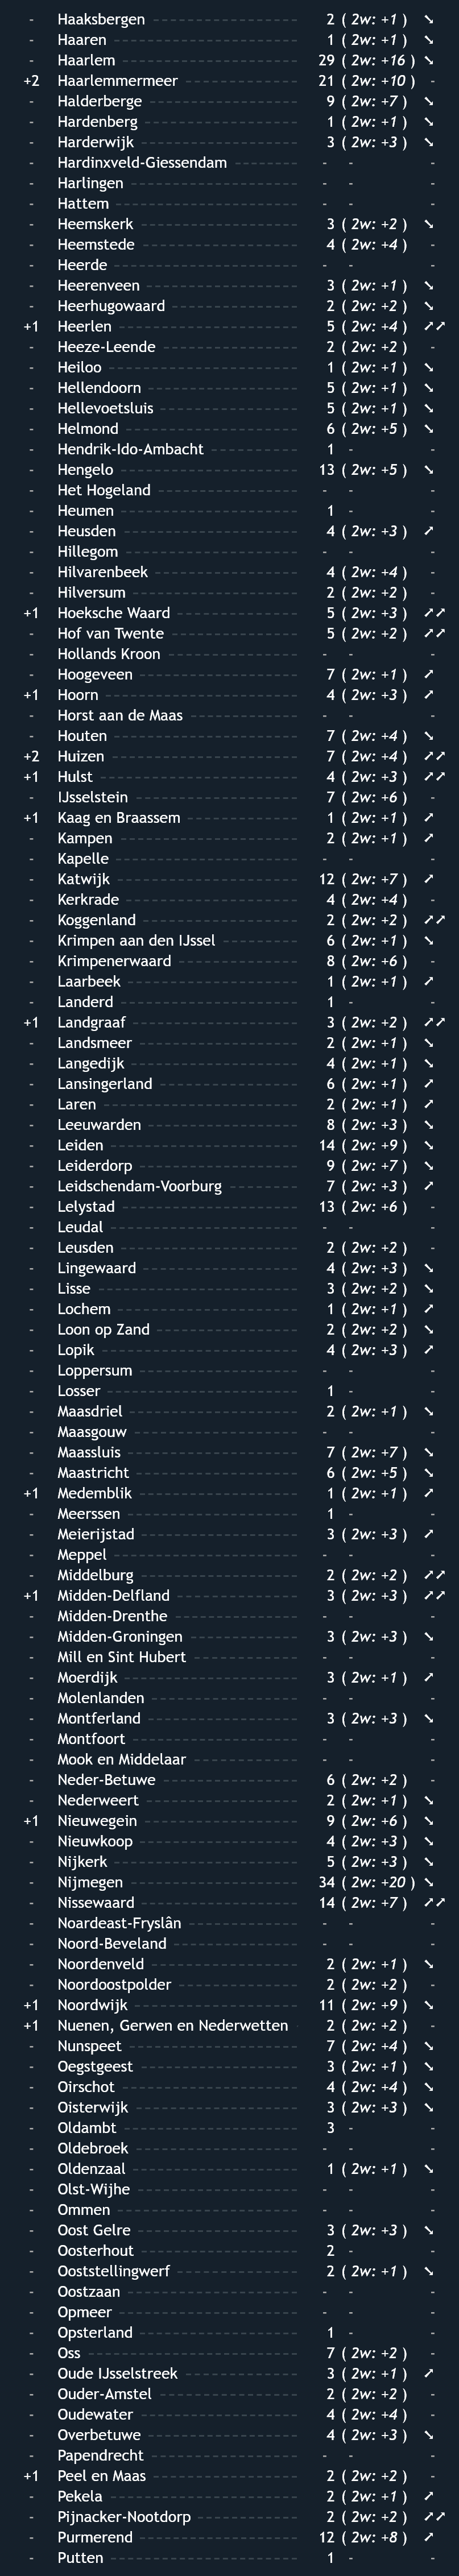 - Haaksbergen 2 ( 2w: +1 ) ➘
- Haaren 1 ( 2w: +1 ) ➘
- Haarlem 29 ( 2w: +16 ) ➘
+2 Haarlemmermeer 21 ( 2w: +10 ) -
- Halderberge 9 ( 2w: +7 ) ➘
- Hardenberg 1 ( 2w: +1 ) ➘
- Harderwijk 3 ( 2w: +3 ) ➘
- Hardinxveld-Giessendam - - -
- Harlingen - - -
- Hattem - - -
- Heemskerk 3 ( 2w: +2 ) ➘
- Heemstede 4 ( 2w: +4 ) -
- Heerde - - -
- Heerenveen 3 ( 2w: +1 ) ➘
- Heerhugowaard 2 ( 2w: +2 ) ➘
+1 Heerlen 5 ( 2w: +4 ) ➚➚
- Heeze-Leende 2 ( 2w: +2 ) -
- Heiloo 1 ( 2w: +1 ) ➘
- Hellendoorn 5 ( 2w: +1 ) ➘
- Hellevoetsluis 5 ( 2w: +1 ) ➘
- Helmond 6 ( 2w: +5 ) ➘
- Hendrik-Ido-Ambacht 1 - -
- Hengelo 13 ( 2w: +5 ) ➘
- Het Hogeland - - -
- Heumen 1 - -
- Heusden 4 ( 2w: +3 ) ➚
- Hillegom - - -
- Hilvarenbeek 4 ( 2w: +4 ) -
- Hilversum 2 ( 2w: +2 ) -
+1 Hoeksche Waard 5 ( 2w: +3 ) ➚➚
- Hof van Twente 5 ( 2w: +2 ) ➚➚
- Hollands Kroon - - -
- Hoogeveen 7 ( 2w: +1 ) ➚
+1 Hoorn 4 ( 2w: +3 ) ➚
- Horst aan de Maas - - -
- Houten 7 ( 2w: +4 ) ➘
+2 Huizen 7 ( 2w: +4 ) ➚➚
+1 Hulst 4 ( 2w: +3 ) ➚➚
- IJsselstein 7 ( 2w: +6 ) -
+1 Kaag en Braassem 1 ( 2w: +1 ) ➚
- Kampen 2 ( 2w: +1 ) ➚
- Kapelle - - -
- Katwijk 12 ( 2w: +7 ) ➚
- Kerkrade 4 ( 2w: +4 ) -
- Koggenland 2 ( 2w: +2 ) ➚➚
- Krimpen aan den IJssel 6 ( 2w: +1 ) ➘
- Krimpenerwaard 8 ( 2w: +6 ) -
- Laarbeek 1 ( 2w: +1 ) ➚
- Landerd 1 - -
+1 Landgraaf 3 ( 2w: +2 ) ➚➚
- Landsmeer 2 ( 2w: +1 ) ➘
- Langedijk 4 ( 2w: +1 ) ➘
- Lansingerland 6 ( 2w: +1 ) ➚
- Laren 2 ( 2w: +1 ) ➚
- Leeuwarden 8 ( 2w: +3 ) ➘
- Leiden 14 ( 2w: +9 ) ➘
- Leiderdorp 9 ( 2w: +7 ) ➘
- Leidschendam-Voorburg 7 ( 2w: +3 ) ➚
- Lelystad 13 ( 2w: +6 ) -
- Leudal - - -
- Leusden 2 ( 2w: +2 ) -
- Lingewaard 4 ( 2w: +3 ) ➘
- Lisse 3 ( 2w: +2 ) ➘
- Lochem 1 ( 2w: +1 ) ➚
- Loon op Zand 2 ( 2w: +2 ) ➘
- Lopik 4 ( 2w: +3 ) ➚
- Loppersum - - -
- Losser 1 - -
- Maasdriel 2 ( 2w: +1 ) ➘
- Maasgouw - - -
- Maassluis 7 ( 2w: +7 ) ➘
- Maastricht 6 ( 2w: +5 ) ➘
+1 Medemblik 1 ( 2w: +1 ) ➚
- Meerssen 1 - -
- Meierijstad 3 ( 2w: +3 ) ➚
- Meppel - - -
- Middelburg 2 ( 2w: +2 ) ➚➚
+1 Midden-Delfland 3 ( 2w: +3 ) ➚➚
- Midden-Drenthe - - -
- Midden-Groningen 3 ( 2w: +3 ) ➘
- Mill en Sint Hubert - - -
- Moerdijk 3 ( 2w: +1 ) ➚
- Molenlanden - - -
- Montferland 3 ( 2w: +3 ) ➘
- Montfoort - - -
- Mook en Middelaar - - -
- Neder-Betuwe 6 ( 2w: +2 ) -
- Nederweert 2 ( 2w: +1 ) ➘
+1 Nieuwegein 9 ( 2w: +6 ) ➘
- Nieuwkoop 4 ( 2w: +3 ) ➘
- Nijkerk 5 ( 2w: +3 ) ➘
- Nijmegen 34 ( 2w: +20 ) ➘
- Nissewaard 14 ( 2w: +7 ) ➚➚
- Noardeast-Fryslân - - -
- Noord-Beveland - - -
- Noordenveld 2 ( 2w: +1 ) ➘
- Noordoostpolder 2 ( 2w: +2 ) -
+1 Noordwijk 11 ( 2w: +9 ) ➘
+1 Nuenen, Gerwen en Nederwetten 2 ( 2w: +2 ) -
- Nunspeet 7 ( 2w: +4 ) ➘
- Oegstgeest 3 ( 2w: +1 ) ➘
- Oirschot 4 ( 2w: +4 ) ➘
- Oisterwijk 3 ( 2w: +3 ) ➘
- Oldambt 3 - -
- Oldebroek - - -
- Oldenzaal 1 ( 2w: +1 ) ➘
- Olst-Wijhe - - -
- Ommen - - -
- Oost Gelre 3 ( 2w: +3 ) ➘
- Oosterhout 2 - -
- Ooststellingwerf 2 ( 2w: +1 ) ➘
- Oostzaan - - -
- Opmeer - - -
- Opsterland 1 - -
- Oss 7 ( 2w: +2 ) -
- Oude IJsselstreek 3 ( 2w: +1 ) ➚
- Ouder-Amstel 2 ( 2w: +2 ) -
- Oudewater 4 ( 2w: +4 ) -
- Overbetuwe 4 ( 2w: +3 ) ➘
- Papendrecht - - -
+1 Peel en Maas 2 ( 2w: +2 ) -
- Pekela 2 ( 2w: +1 ) ➚
- Pijnacker-Nootdorp 2 ( 2w: +2 ) ➚➚
- Purmerend 12 ( 2w: +8 ) ➚
- Putten 1 - -